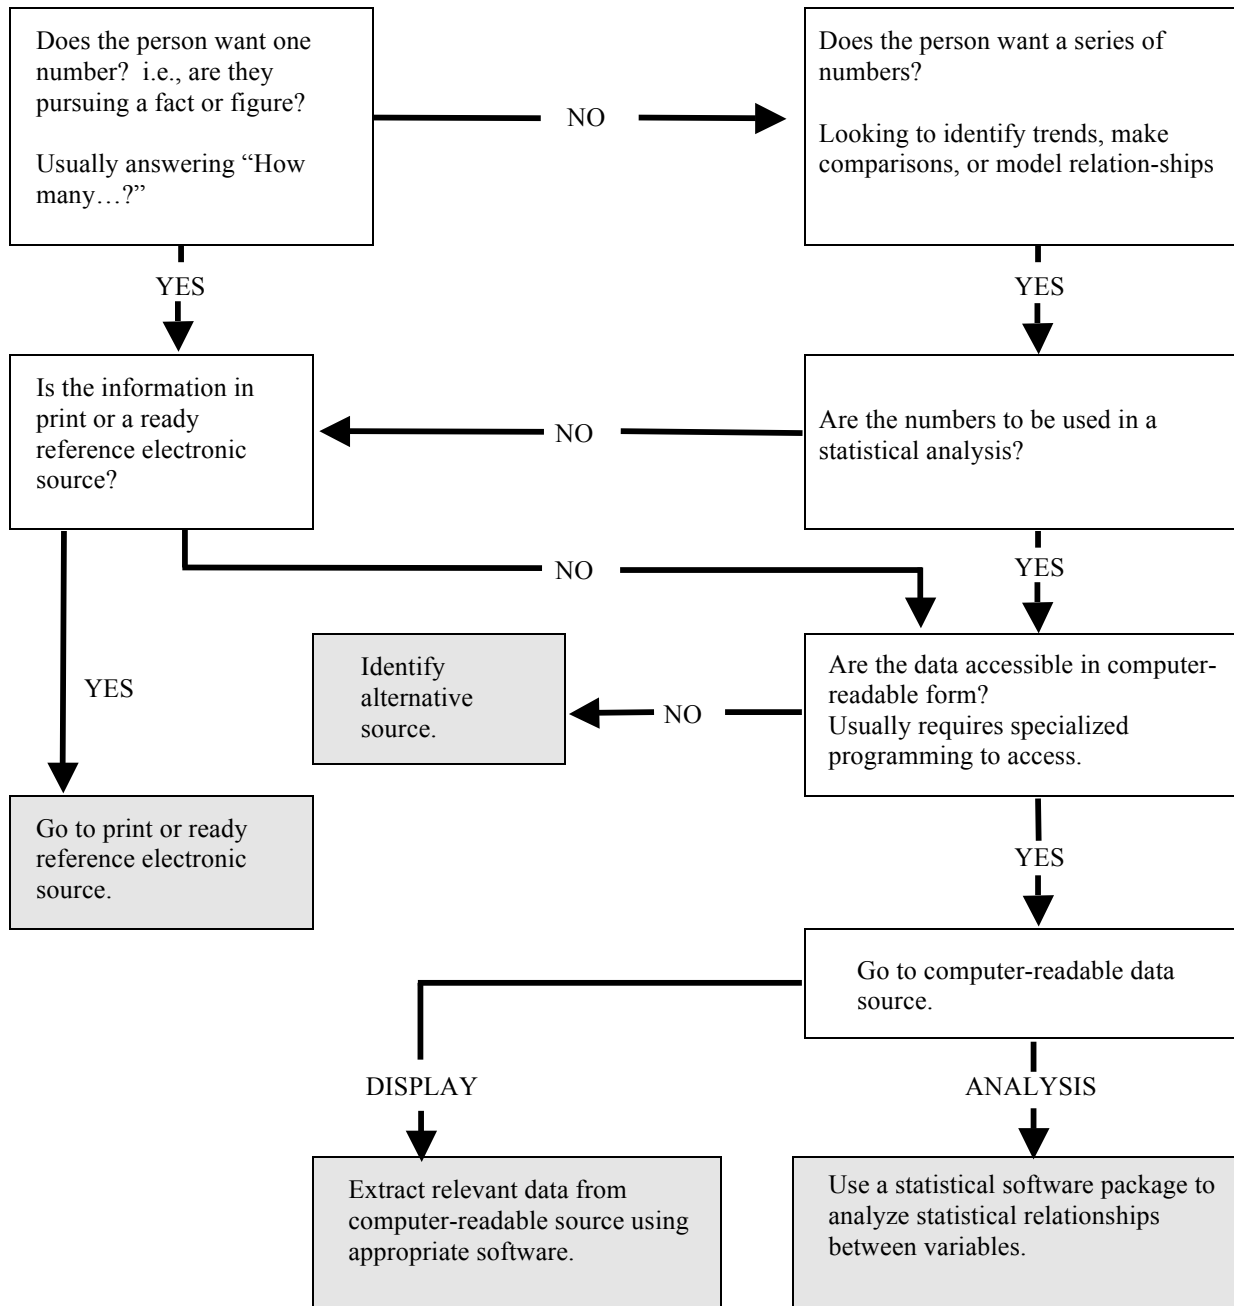 Does the person want one
number?  i.e., are they
pursuing a fact or figure?
Usually answering “How
many…?”
NO
Does the person want a series of
numbers?
Looking to identify trends, make
comparisons, or model relation-ships
YES
YES
Is the information in
print or a ready
reference electronic
source?
NO
Are the numbers to be used in a
statistical analysis?
NO
YES
YES
Identify
alternative
source.
NO
Are the data accessible in computer-
readable form?
Usually requires specialized
programming to access.
Go to print or ready
reference electronic
source.
YES
Go to computer-readable data
source.
DISPLAY
ANALYSIS
Extract relevant data from
computer-readable source using
appropriate software.
Use a statistical software package to
analyze statistical relationships
between variables.